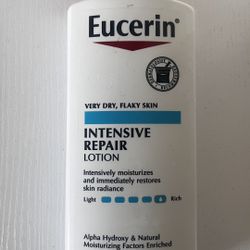 Eucerin®
VERY DRY, FLAKY SKIN
INTENSIVE
REPAIR
LOTION
Intensively moisturizes
and immediately restores
skin radiance
Light Rich
Alpha Hydroxy & Natural
Moisturizing Factors Enriched